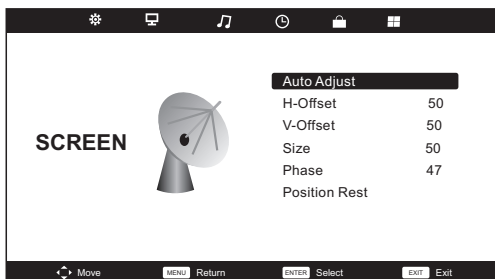 SCREEN
Auto Adjust
H-Offset 50
V-Offset 50
Size 50
Phase 47
Position Rest
Move MENU Return ENTER Select EXIT Exit